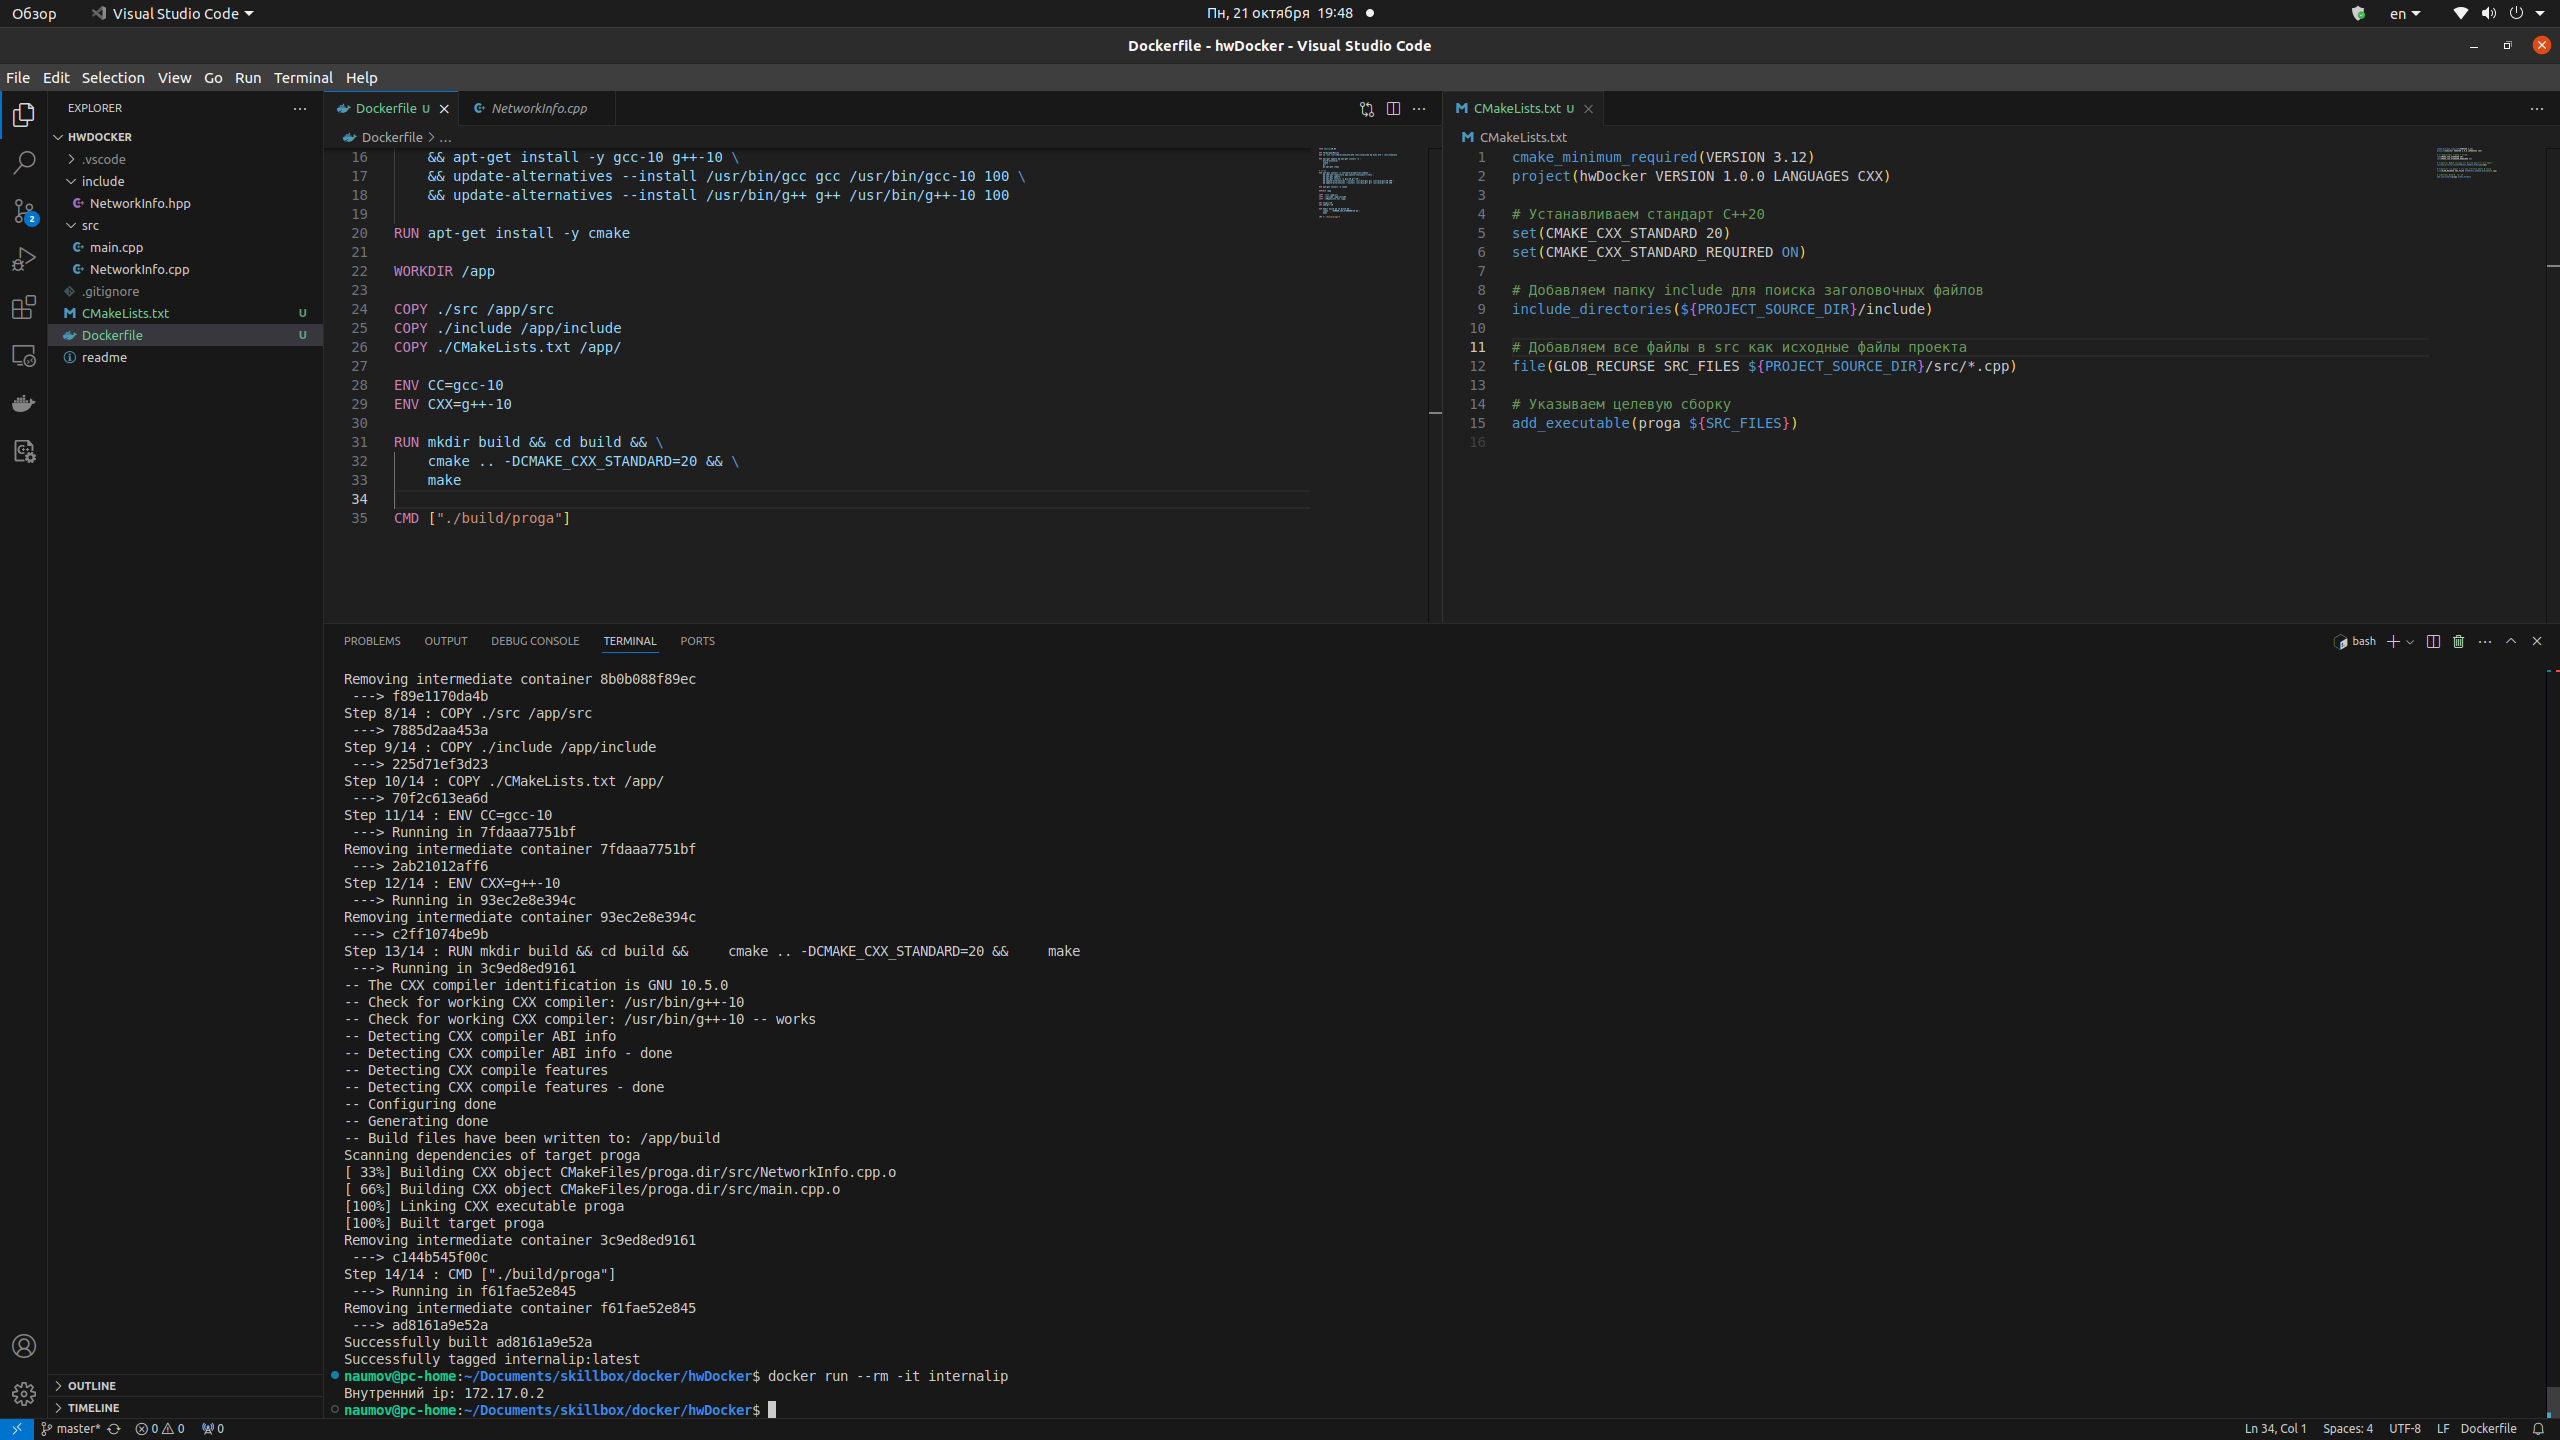 Обзор
Visual Studio Code
Пн, 21 октября 19:48
en
Dockerfile - hwDocker - Visual Studio Code
File Edit Selection View Go Run Terminal Help
EXPLORER
HWDOCKER
.vscode
include
NetworkInfo.hpp
src
main.cpp
NetworkInfo.cpp
.gitignore
CMakeLists.txt U
Dockerfile U
readme
OUTLINE
TIMELINE
2
Dockerfile U
NetworkInfo.cpp
Dockerfile > ...
16 && apt-get install -y gcc-10 g++-10 \
17 && update-alternatives --install /usr/bin/gcc gcc /usr/bin/gcc-10 100 \
18 && update-alternatives --install /usr/bin/g++ g++ /usr/bin/g++-10 100
19
20 RUN apt-get install -y cmake
21
22 WORKDIR /app
23
24 COPY ./src /app/src
25 COPY ./include /app/include
26 COPY ./CMakeLists.txt /app/
27
28 ENV CC=gcc-10
29 ENV CXX=g++-10
30
31 RUN mkdir build && cd build && \
32 cmake .. -DCMAKE_CXX_STANDARD=20 && \
33 make
34
35 CMD ["./build/proga"]
CMakeLists.txt U
CMakeLists.txt
1 cmake_minimum_required(VERSION 3.12)
2 project(hwDocker VERSION 1.0.0 LANGUAGES CXX)
3
4 # Устанавливаем стандарт C++20
5 set(CMAKE_CXX_STANDARD 20)
6 set(CMAKE_CXX_STANDARD_REQUIRED ON)
7
8 # Добавляем папку include для поиска заголовочных файлов
9 include_directories(${PROJECT_SOURCE_DIR}/include)
10
11 # Добавляем все файлы в src как исходные файлы проекта
12 file(GLOB_RECURSE SRC_FILES ${PROJECT_SOURCE_DIR}/src/*.cpp)
13
14 # Указываем целевую сборку
15 add_executable(proga ${SRC_FILES})
16
PROBLEMS OUTPUT DEBUG CONSOLE TERMINAL PORTS
bash
Removing intermediate container 8b0b088f89ec
---> f89e1170da4b
Step 8/14 : COPY ./src /app/src
---> 7885d2aa453a
Step 9/14 : COPY ./include /app/include
---> 225d71ef3d23
Step 10/14 : COPY ./CMakeLists.txt /app/
---> 70f2c613ea6d
Step 11/14 : ENV CC=gcc-10
---> Running in 7fdaaa7751bf
Removing intermediate container 7fdaaa7751bf
---> 2ab21012aff6
Step 12/14 : ENV CXX=g++-10
---> Running in 93ec2e8e394c
Removing intermediate container 93ec2e8e394c
---> c2ff1074be9b
Step 13/14 : RUN mkdir build && cd build && cmake .. -DCMAKE_CXX_STANDARD=20 && make
---> Running in 3c9ed8ed9161
-- The CXX compiler identification is GNU 10.5.0
-- Check for working CXX compiler: /usr/bin/g++-10
-- Check for working CXX compiler: /usr/bin/g++-10 -- works
-- Detecting CXX compiler ABI info
-- Detecting CXX compiler ABI info - done
-- Detecting CXX compile features
-- Detecting CXX compile features - done
-- Configuring done
-- Generating done
-- Build files have been written to: /app/build
Scanning dependencies of target proga
[ 33%] Building CXX object CMakeFiles/proga.dir/src/NetworkInfo.cpp.o
[ 66%] Building CXX object CMakeFiles/proga.dir/src/main.cpp.o
[100%] Linking CXX executable proga
[100%] Built target proga
Removing intermediate container 3c9ed8ed9161
---> c144b545f00c
Step 14/14 : CMD ["./build/proga"]
---> Running in f61fae52e845
Removing intermediate container f61fae52e845
---> ad8161a9e52a
Successfully built ad8161a9e52a
Successfully tagged internalip:latest
naumov@pc-home:~/Documents/skillbox/docker/hwDocker$ docker run --rm -it internalip
Внутренний ip: 172.17.0.2
naumov@pc-home:~/Documents/skillbox/docker/hwDocker$
master* 0 0 0
Ln 34, Col 1 Spaces: 4 UTF-8 LF Dockerfile